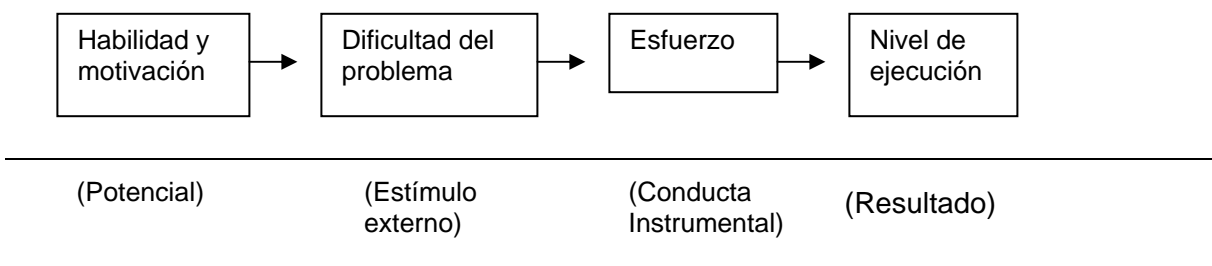 Habilidad y
motivación
Dificultad del
problema
Esfuerzo
Nivel de
ejecución
(Potencial)
(Estímulo
externo)
(Conducta
Instrumental)
(Resultado)